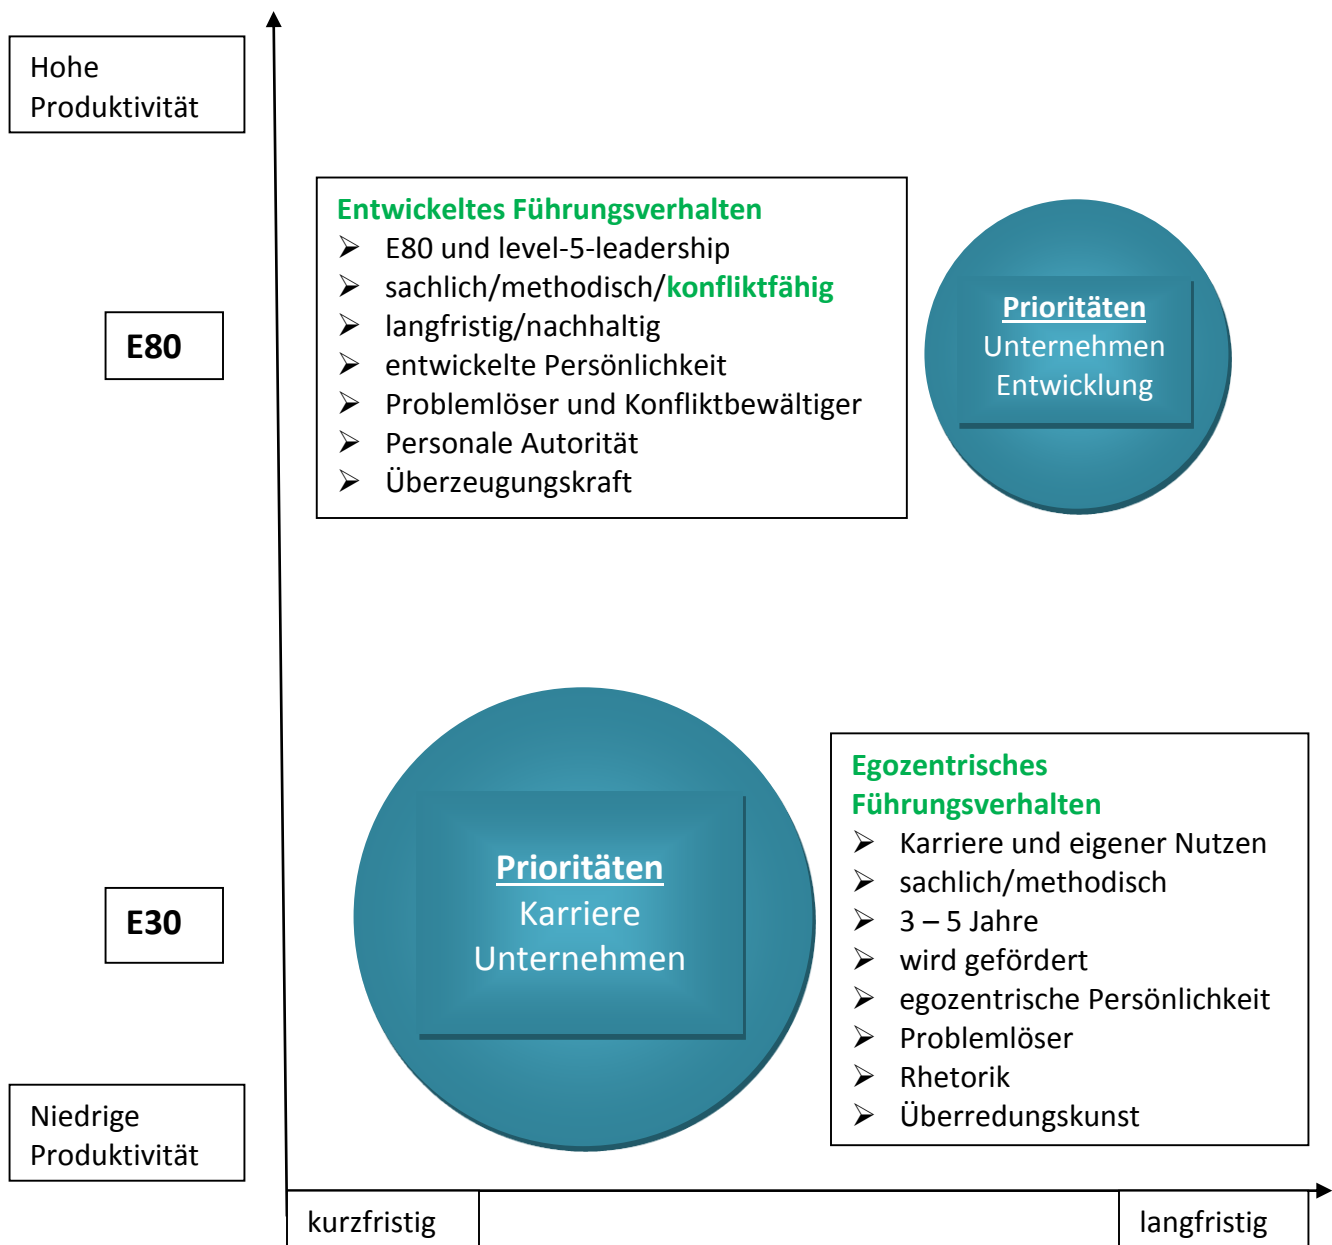 Hohe
Produktivität
Entwickeltes Führungsverhalten
➢ E80 und level-5-leadership
➢ sachlich/methodisch/konfliktfähig
➢ langfristig/nachhaltig
➢ entwickelte Persönlichkeit
➢ Problemlöser und Konfliktbewältiger
➢ Personale Autorität
➢ Überzeugungskraft
Prioritäten
Unternehmen
Entwicklung
E80
Prioritäten
Karriere
Unternehmen
Egozentrisches
Führungsverhalten
➢ Karriere und eigener Nutzen
➢ sachlich/methodisch
➢ 3 – 5 Jahre
➢ wird gefördert
➢ egozentrische Persönlichkeit
➢ Problemlöser
➢ Rhetorik
➢ Überredungskunst
E30
Niedrige
Produktivität
kurzfristig
langfristig